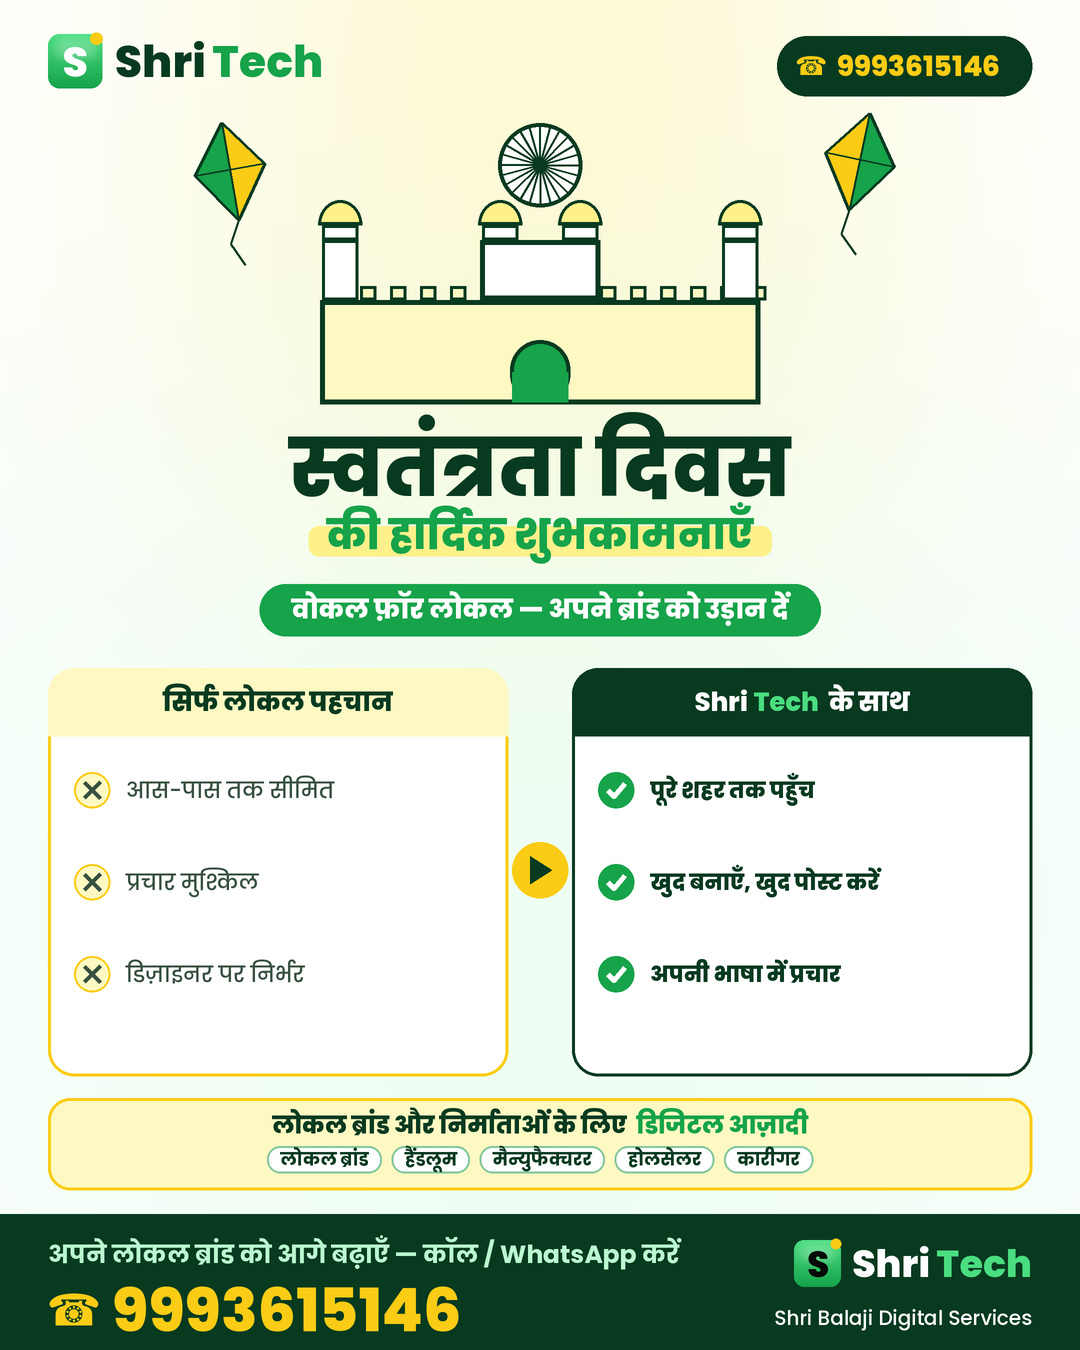 S Shri Tech
☎ 9993615146
स्वतंत्रता दिवस
की हार्दिक शुभकामनाएँ
वोकल फ़ॉर लोकल — अपने ब्रांड को उड़ान दें
सिर्फ लोकल पहचान
आस-पास तक सीमित
प्रचार मुश्किल
डिज़ाइनर पर निर्भर
Shri Tech के साथ
पूरे शहर तक पहुँच
खुद बनाएँ, खुद पोस्ट करें
अपनी भाषा में प्रचार
लोकल ब्रांड और निर्माताओं के लिए डिजिटल आज़ादी
लोकल ब्रांड हैंडलूम मैन्युफैक्चरर होलसेलर कारीगर
अपने लोकल ब्रांड को आगे बढ़ाएँ — कॉल / WhatsApp करें
☎ 9993615146
S Shri Tech
Shri Balaji Digital Services